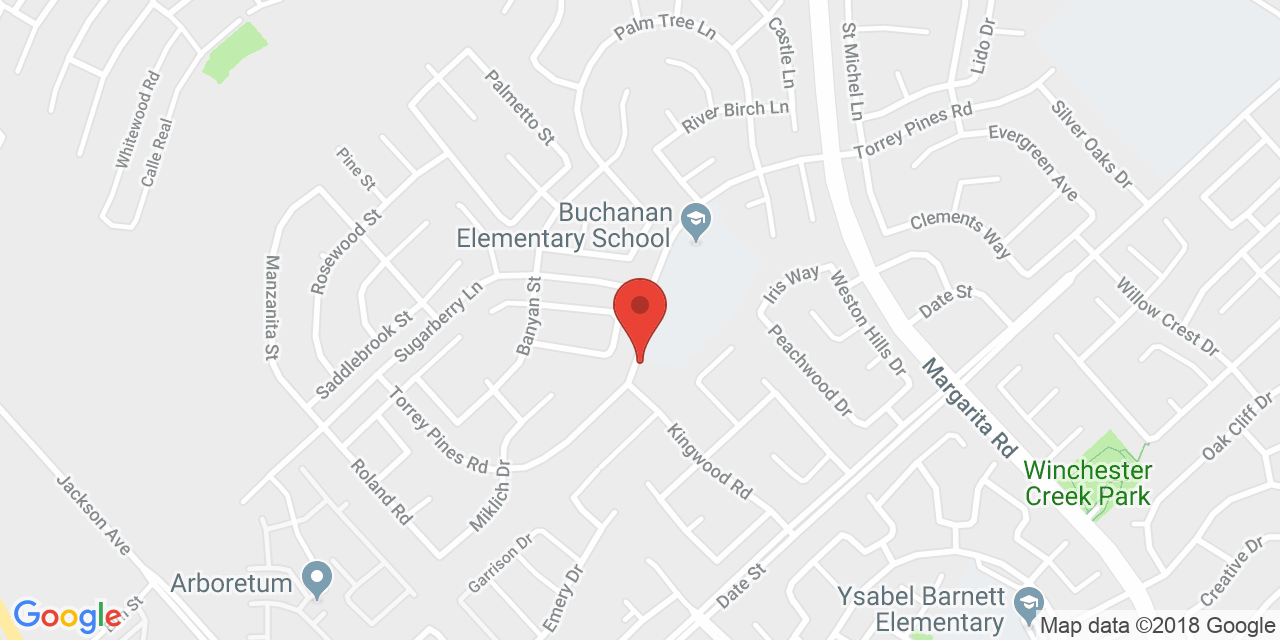 Palm Tree Ln
Castle Ln
St Michel Ln
Lido Dr
Whitewood Rd
Calle Real
Palmetto St
River Birch Ln
Torrey Pines Rd
Silver Oaks Dr
Evergreen Ave
Pine St
Rosewood St
Buchanan
Elementary School
Clements Way
Manzanita St
Saddlebrook St
Sugarberry Ln
Banyan St
Iris Way
Weston Hills Dr
Date St
Willow Crest Dr
Peachwood Dr
Margarita Rd
Torrey Pines Rd
Kingwood Rd
Oak Cliff Dr
Winchester
Creek Park
Jackson Ave
Roland Rd
Miklich Dr
Garrison Dr
Emery Dr
Date St
Creative Dr
Arboretum
Ysabel Barnett
Elementary
Google
St
Map data ©2018 Google